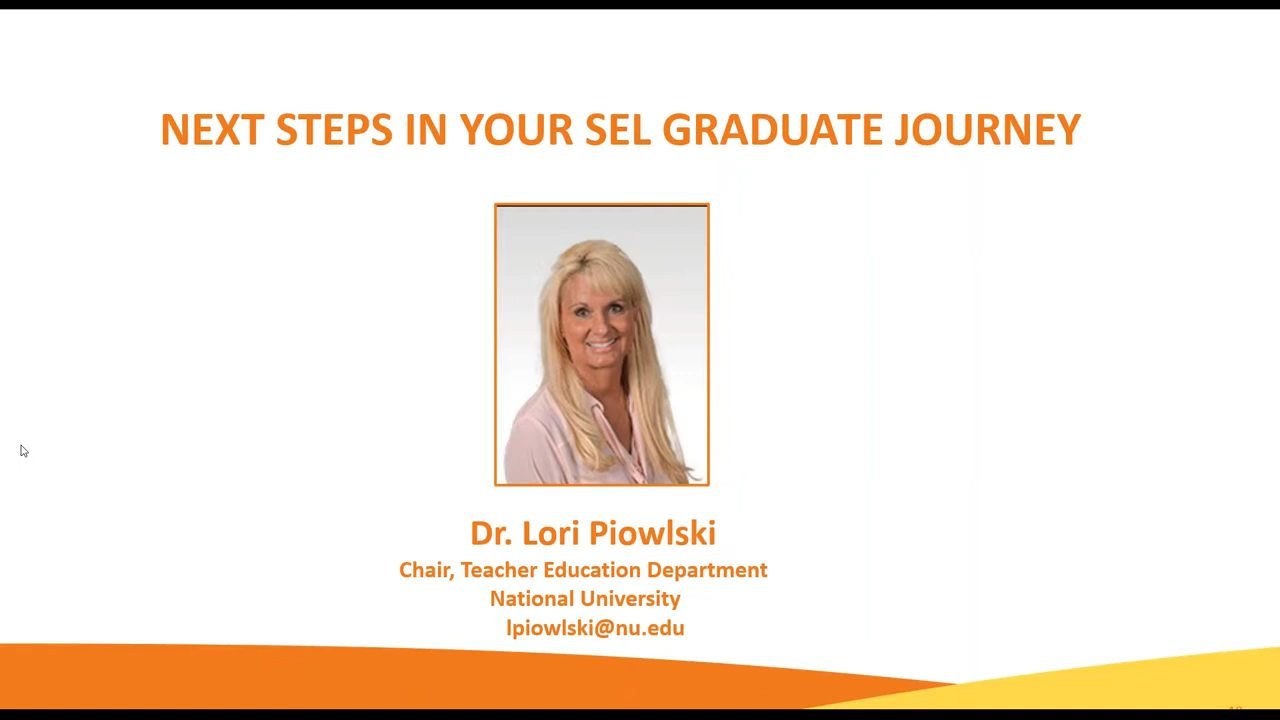 NEXT STEPS IN YOUR SEL GRADUATE JOURNEY
Dr. Lori Piowlski
Chair, Teacher Education Department
National University
lpiowlski@nu.edu